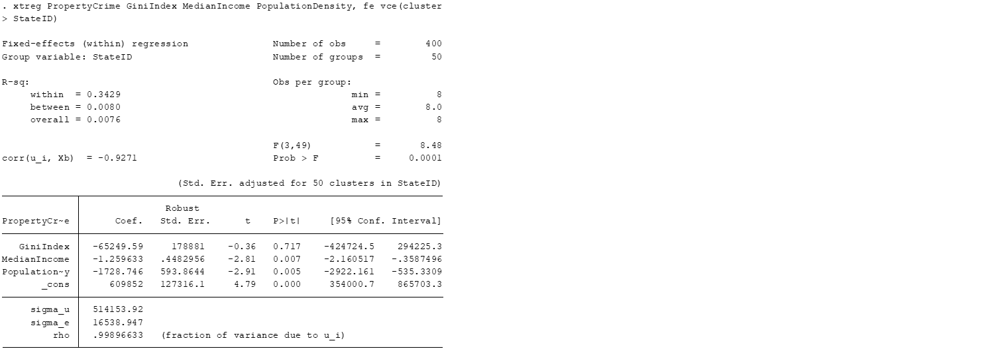 . xtreg PropertyCrime GiniIndex MedianIncome PopulationDensity, fe vce(cluster
> StateID)
Fixed-effects (within) regression Number of obs = 400
Group variable: StateID Number of groups = 50
R-sq: Obs per group:
within = 0.3429 min = 8
between = 0.0080 avg = 8.0
overall = 0.0076 max = 8
F(3,49) = 8.48
corr(u_i, Xb) = -0.9271 Prob > F = 0.0001
(Std. Err. adjusted for 50 clusters in StateID)
Robust
PropertyCr~e Coef. Std. Err. t P>|t| [95% Conf. Interval]
GiniIndex -65249.59 178881 -0.36 0.717 -424724.5 294225.3
MedianIncome -1.259633 .4482956 -2.81 0.007 -2.160517 -.3587496
Population~y -1728.746 593.8644 -2.91 0.005 -2922.161 -535.3309
_cons 609852 127316.1 4.79 0.000 354000.7 865703.3
sigma_u 514153.92
sigma_e 16538.947
rho .99896633 (fraction of variance due to u_i)